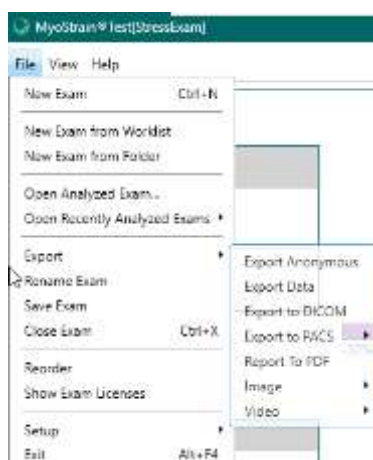 MyoStrain® Test[StressExam]
File View Help
New Exam Ctrl+N
New Exam from Worklist
New Exam from Folder
Open Analyzed Exam...
Open Recently Analyzed Exams
Export
Rename Exam
Save Exam
Close Exam Ctrl+X
Reorder
Show Exam Licenses
Setup
Exit Alt+F4
Export Anonymous
Export Data
Export to DICOM
Export to PACS
Report To PDF
Image
Video